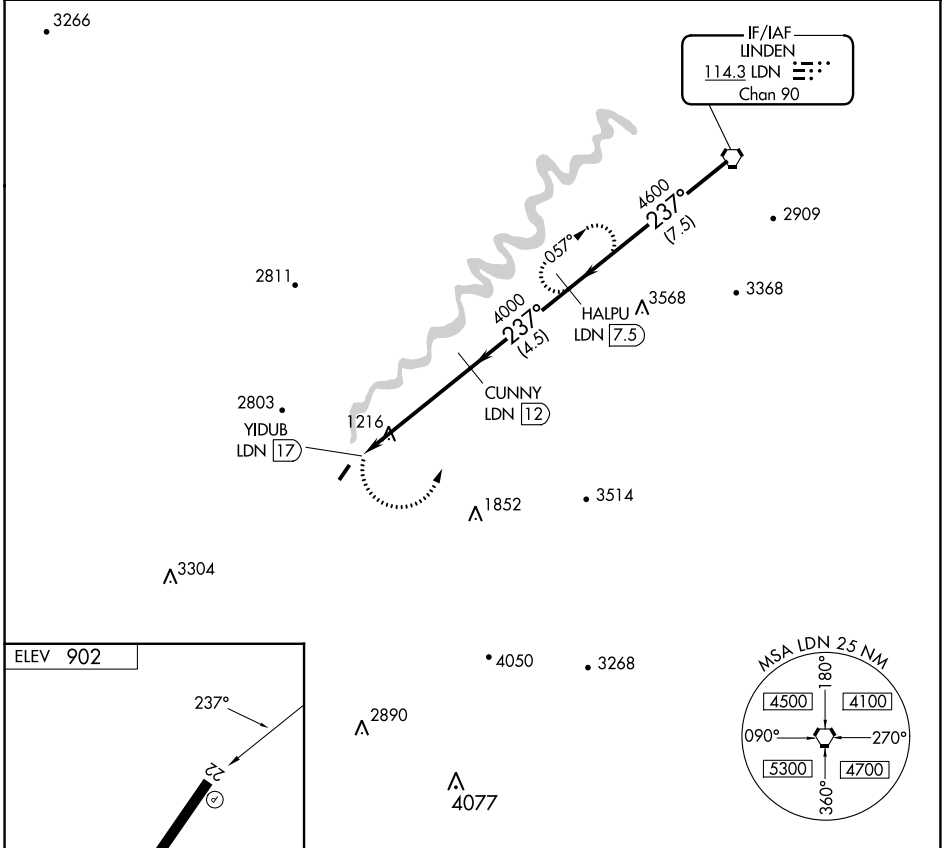 3266
IF/IAF
LINDEN
114.3 LDN
Chan 90
4600
237°
(7.5)
2909
057°
2811
3368
3568
HALPU
LDN 7.5
4000
237°
(4.5)
CUNNY
LDN 12
2803
1216
YIDUB
LDN 17
3514
1852
3304
ELEV 902
4050
3268
MSA LDN 25 NM
180°
4500
4100
237°
2890
090°
270°
5300
4700
22
360°
4077